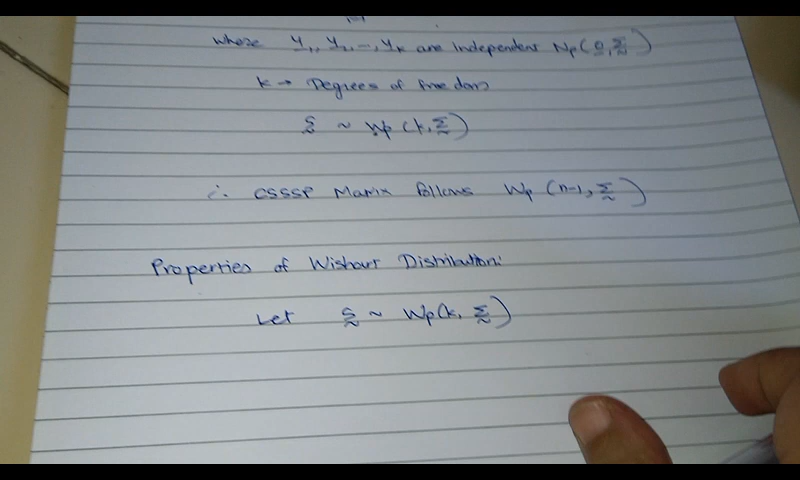 where Y1, Y2, ..., Yk are independent Np(0, Σ)
k → Degrees of freedom
S ~ Wp (k, Σ)
∴ CSSSP Matrix follows Wp (n-1, Σ)
Properties of Wishart Distribution:
Let S ~ Wp(k, Σ)